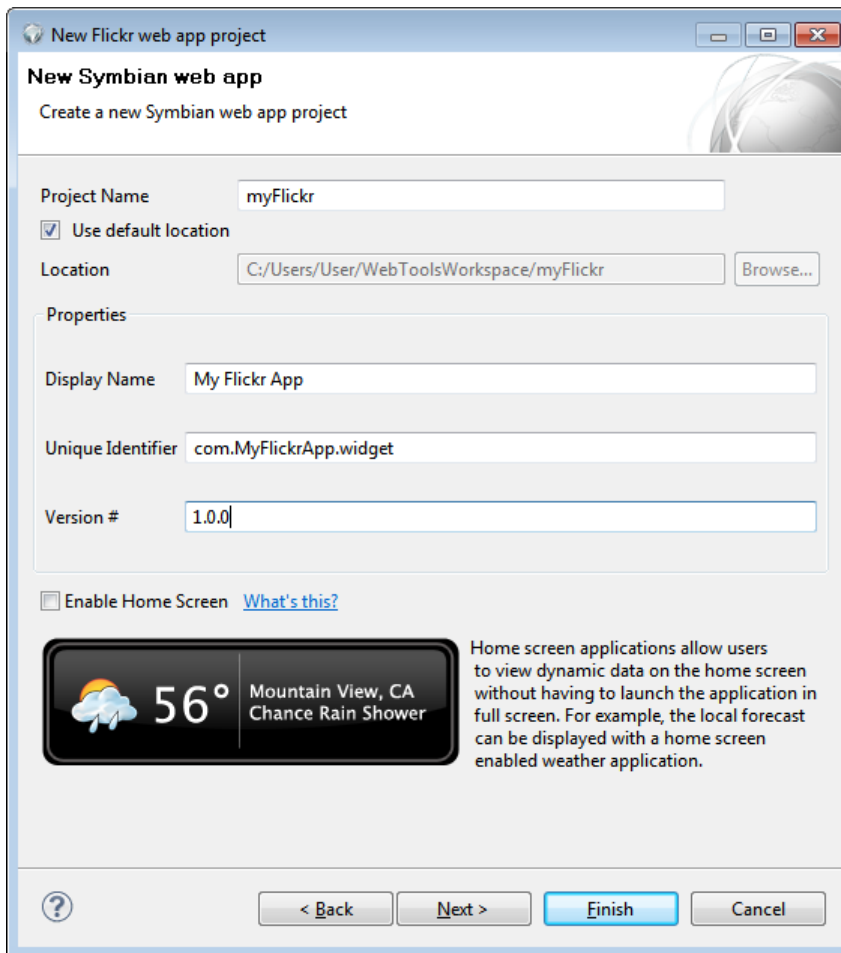 New Flickr web app project
New Symbian web app
Create a new Symbian web app project
Project Name myFlickr
Use default location
Location C:/Users/User/WebToolsWorkspace/myFlickr Browse...
Properties
Display Name My Flickr App
Unique Identifier com.MyFlickrApp.widget
Version # 1.0.0
Enable Home Screen What's this?
56° Mountain View, CA
Chance Rain Shower
Home screen applications allow users
to view dynamic data on the home screen
without having to launch the application in
full screen. For example, the local forecast
can be displayed with a home screen
enabled weather application.
? < Back Next > Finish Cancel